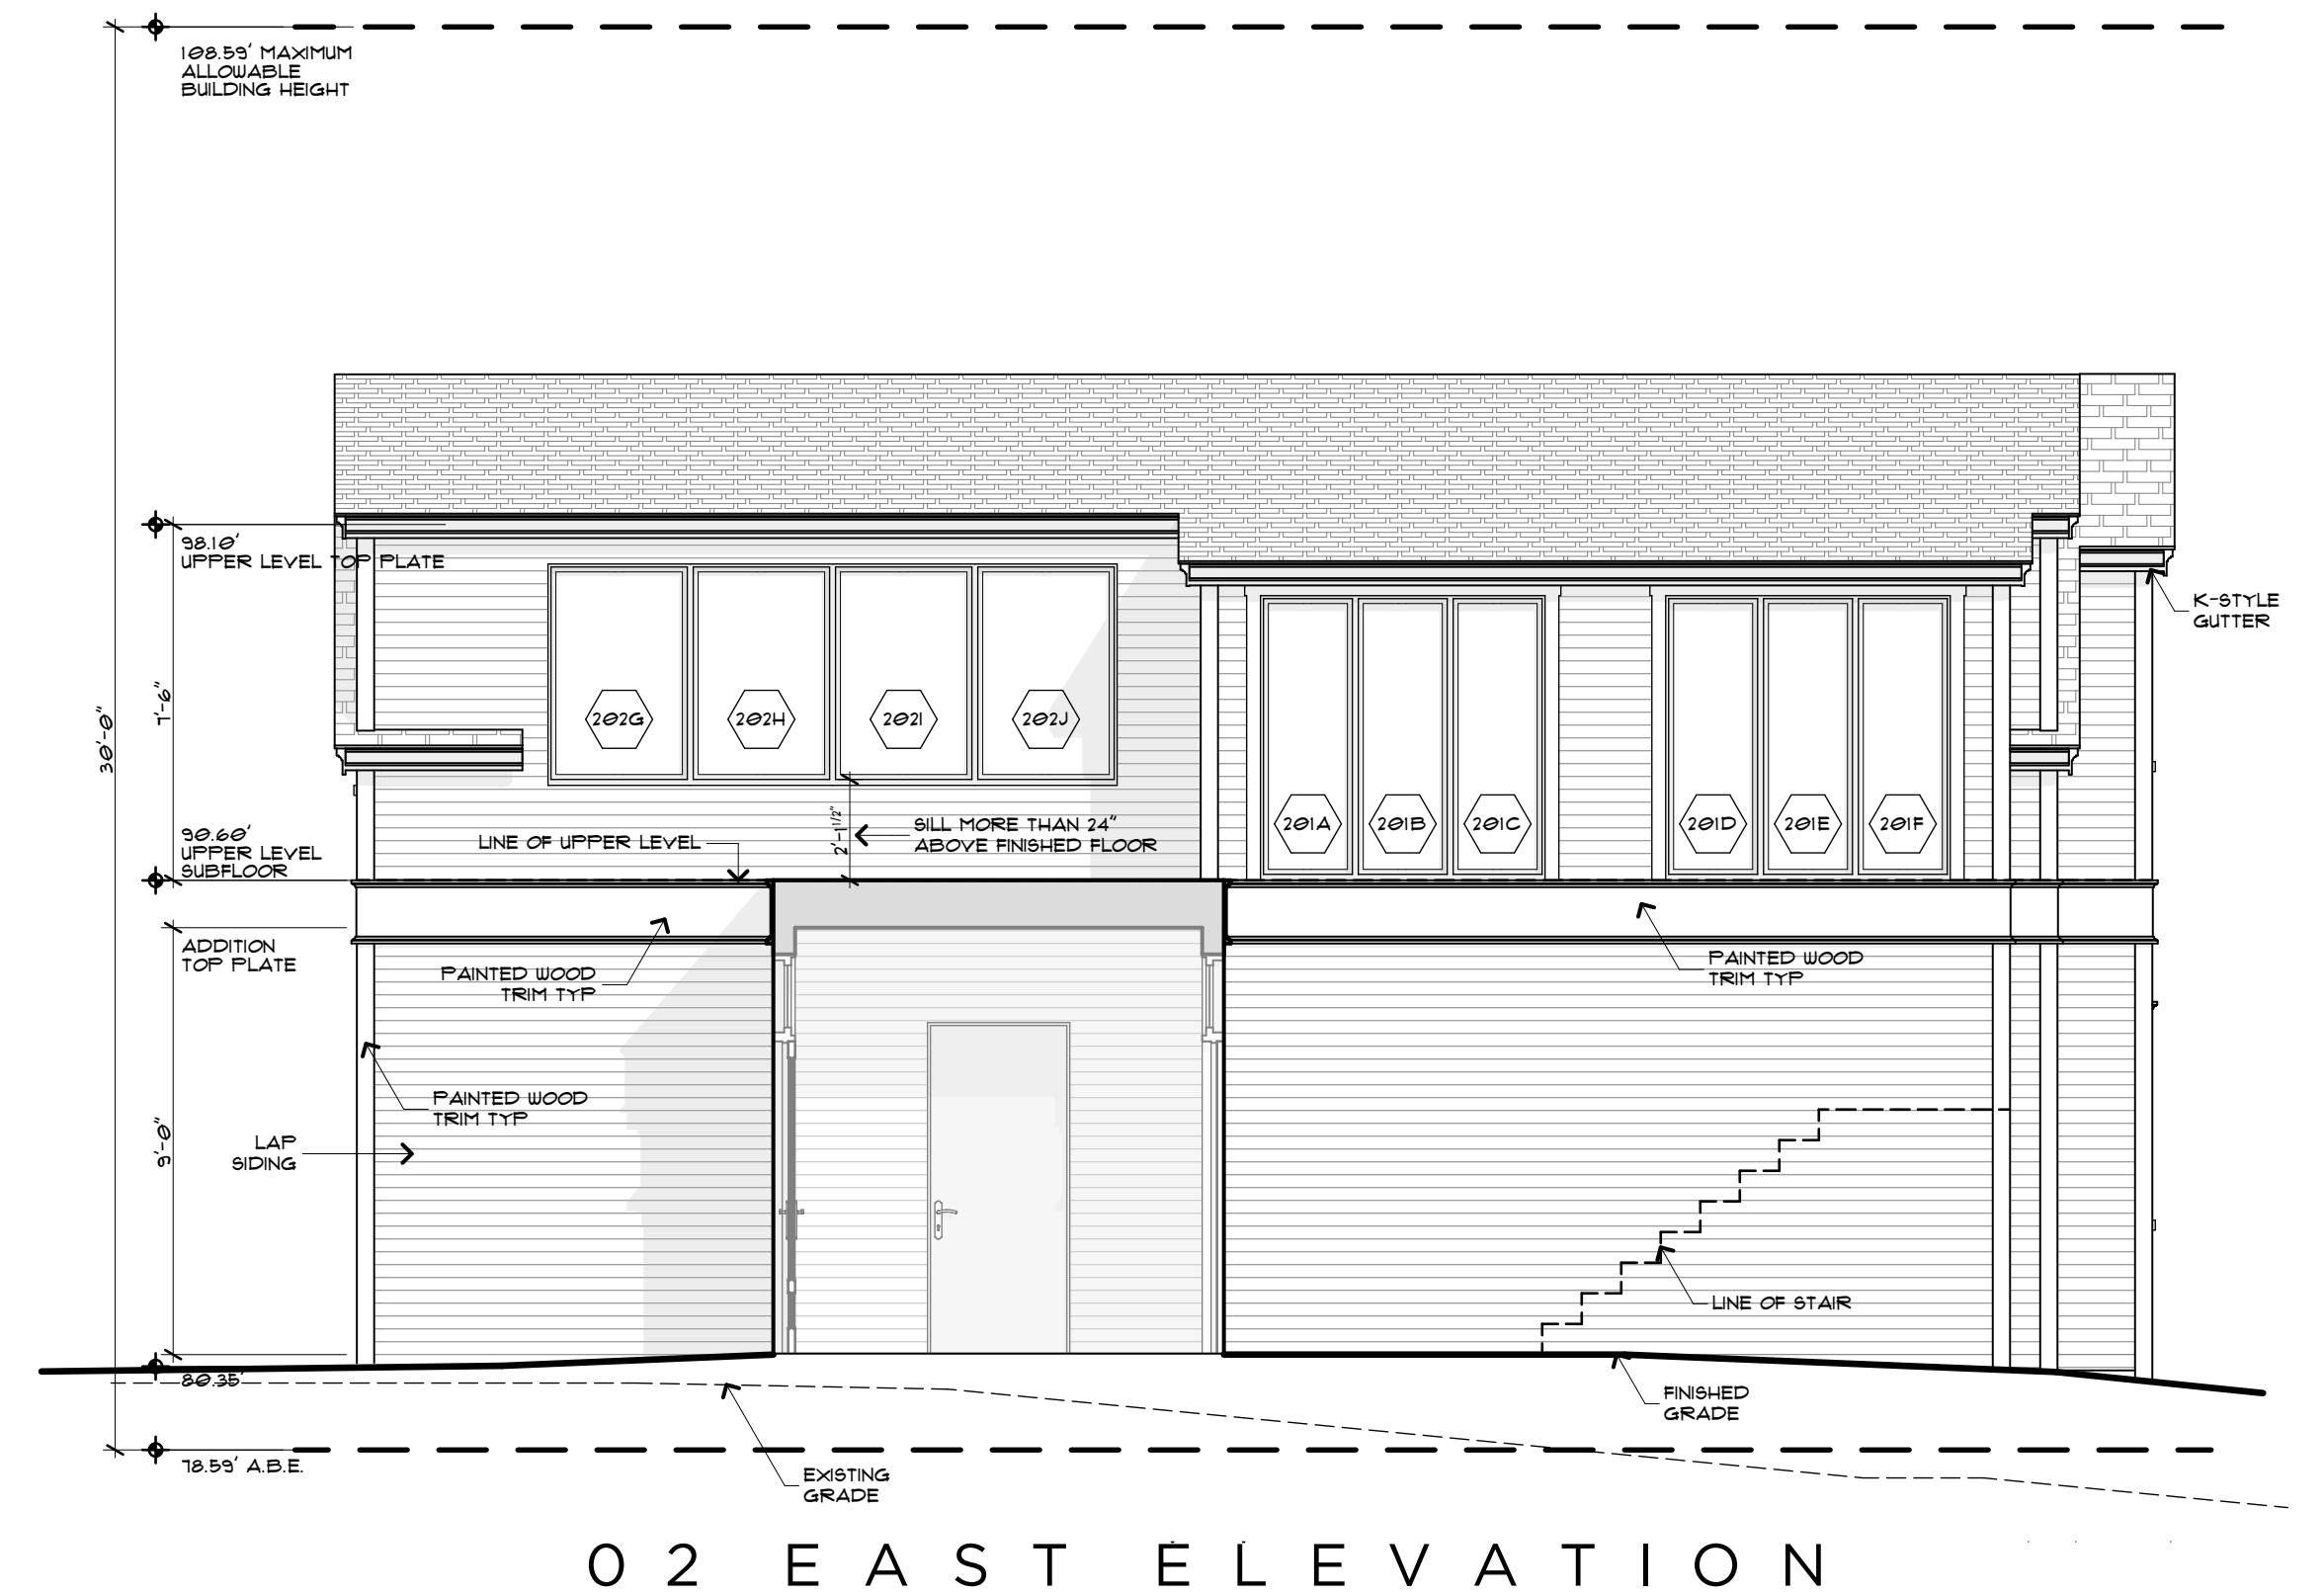 108.59' MAXIMUM
ALLOWABLE
BUILDING HEIGHT
98.10'
UPPER LEVEL TOP PLATE
K-STYLE
GUTTER
7'-6"
30'-0"
202G
202H
202I
202J
201A
201B
201C
201D
201E
201F
90.60'
UPPER LEVEL
SUBFLOOR
LINE OF UPPER LEVEL
2'-1 1/2"
SILL MORE THAN 24"
ABOVE FINISHED FLOOR
ADDITION
TOP PLATE
PAINTED WOOD
TRIM TYP
PAINTED WOOD
TRIM TYP
PAINTED WOOD
TRIM TYP
9'-0"
LAP
SIDING
LINE OF STAIR
80.35'
FINISHED
GRADE
78.59' A.B.E.
EXISTING
GRADE
02 EAST ELEVATION